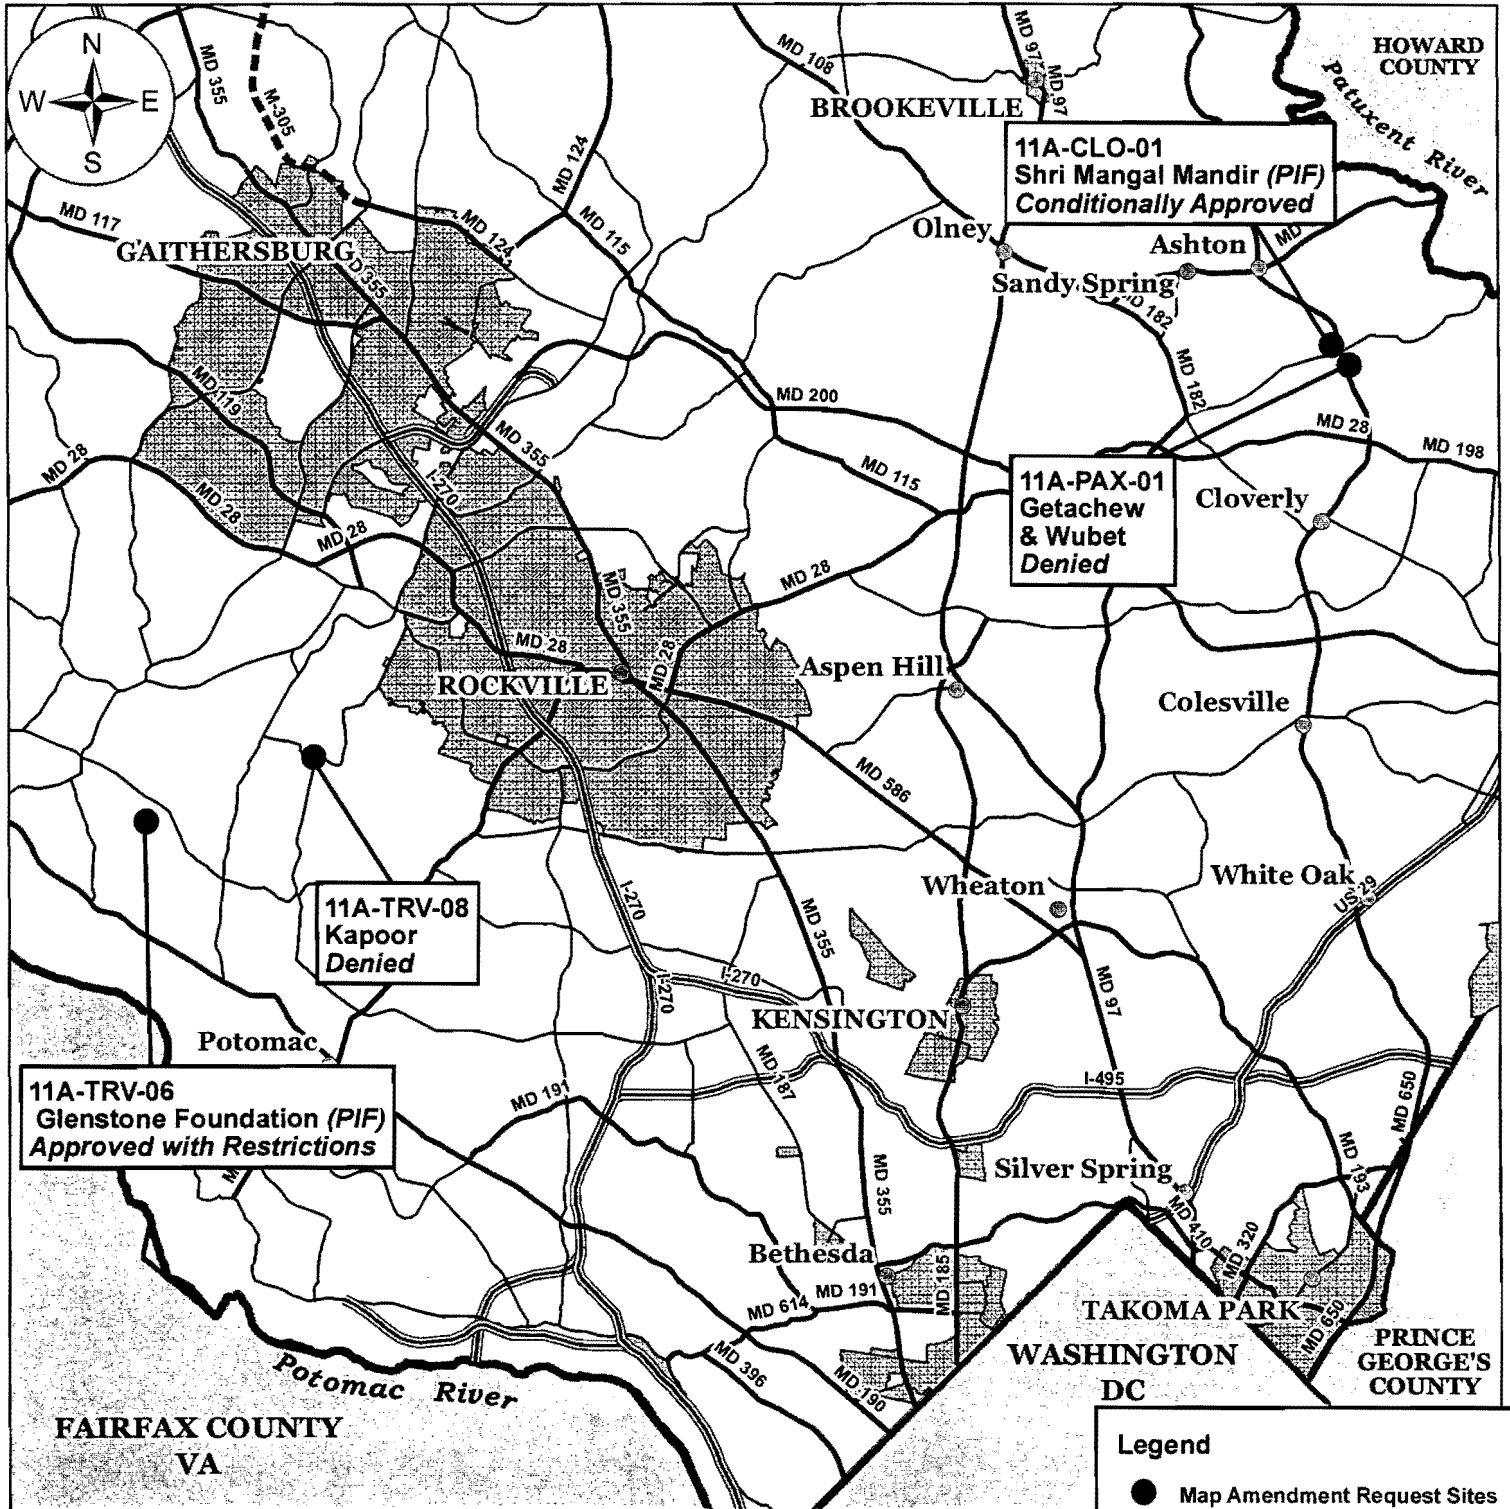 N
W
E
S
HOWARD
COUNTY
Patuxent River
MD 355
M-305
MD 108
MD 97
MD 97
BROOKEVILLE
MD 124
11A-CLO-01
Shri Mangal Mandir (PIF)
Conditionally Approved
MD 117
GAITHERSBURG
MD 355
MD 124
MD 115
Olney
Ashton
MD
Sandy Spring
MD 182
MD 182
MD 119
MD 200
MD 28
MD 198
MD 28
MD 28
MD 355
I-270
MD 115
11A-PAX-01
Getachew
& Wubet
Denied
Cloverly
MD 28
MD 28
MD 355
MD 28
MD 28
ROCKVILLE
Aspen Hill
Colesville
MD 586
11A-TRV-08
Kapoor
Denied
I-270
MD 355
Wheaton
White Oak
US 29
I-270
I-270
KENSINGTON
MD 97
Potomac
11A-TRV-06
Glenstone Foundation (PIF)
Approved with Restrictions
MD 191
MD 187
I-495
MD 650
MD 193
MD 355
Silver Spring
MD 410
MD 320
Bethesda
MD 185
MD 614
MD 191
TAKOMA PARK
MD 650
MD 396
MD 190
WASHINGTON
DC
PRINCE
GEORGE'S
COUNTY
Potomac River
FAIRFAX COUNTY
VA
Legend
Map Amendment Request Sites